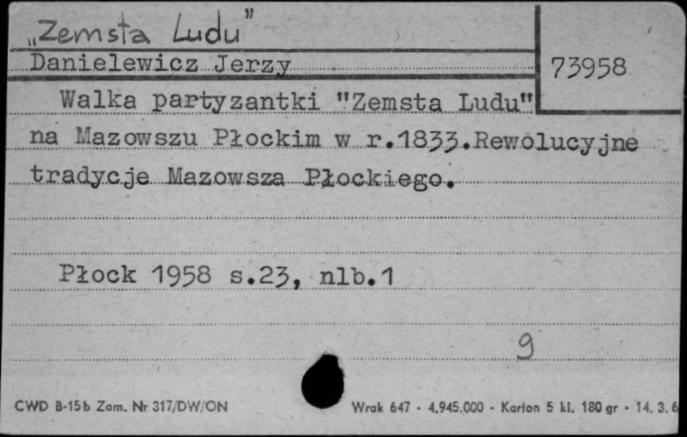 „Zemsta Ludu"
Danielewicz Jerzy
73958
Walka partyzantki "Zemsta Ludu"
na Mazowszu Płockim w r.1833.Rewolucyjne
tradycje Mazowsza Płockiego.
Płock 1958 s.23, nlb.1
9
CWD B-15b Zam. Nr 317/DW/ON Wrak 647 - 4.945.000 - Karton 5 kl. 180 gr - 14. 3. 6